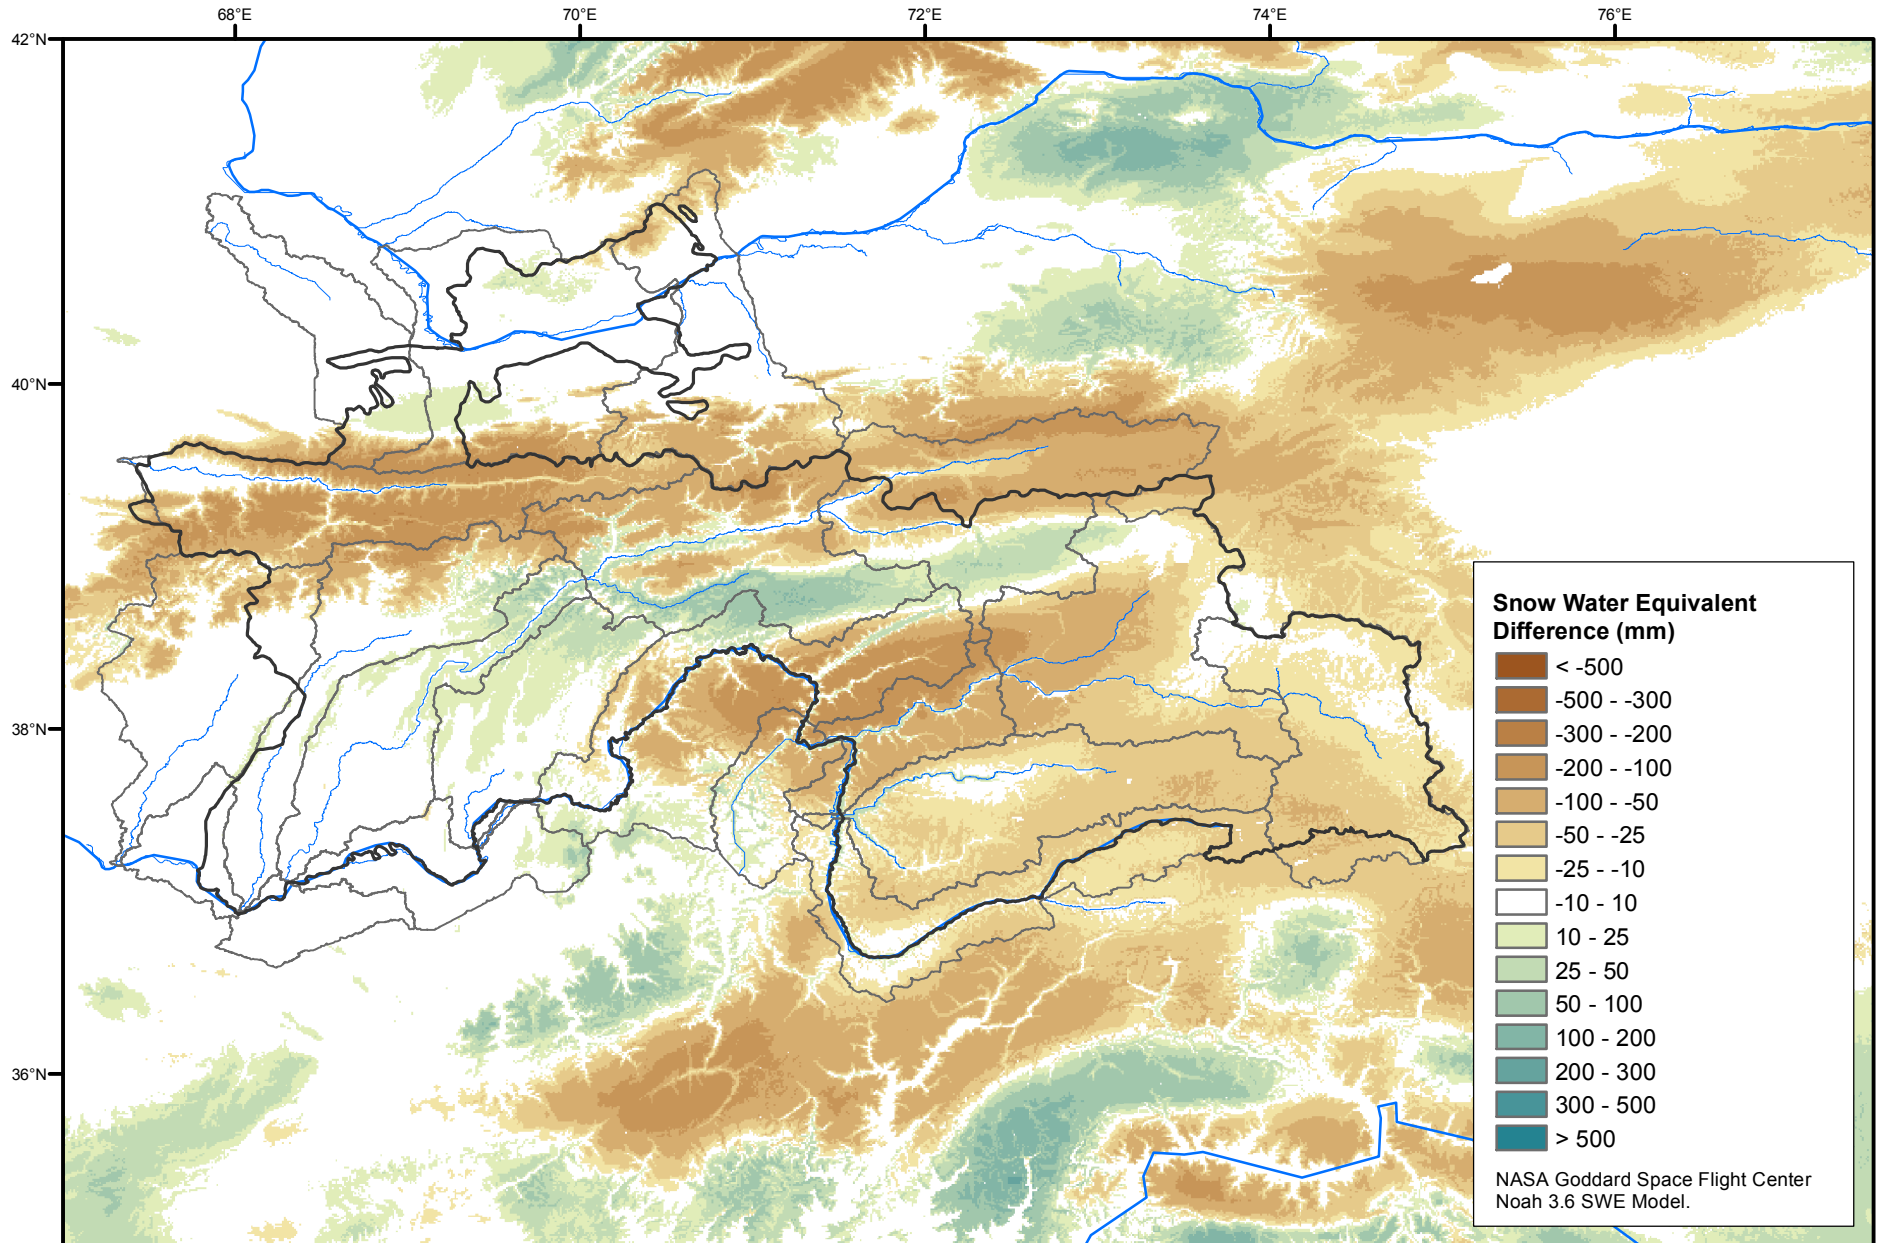 68°E
70°E
72°E
74°E
76°E
42°N
40°N
38°N
36°N
Snow Water Equivalent
Difference (mm)
< -500
-500 - -300
-300 - -200
-200 - -100
-100 - -50
-50 - -25
-25 - -10
-10 - 10
10 - 25
25 - 50
50 - 100
100 - 200
200 - 300
300 - 500
> 500
NASA Goddard Space Flight Center
Noah 3.6 SWE Model.